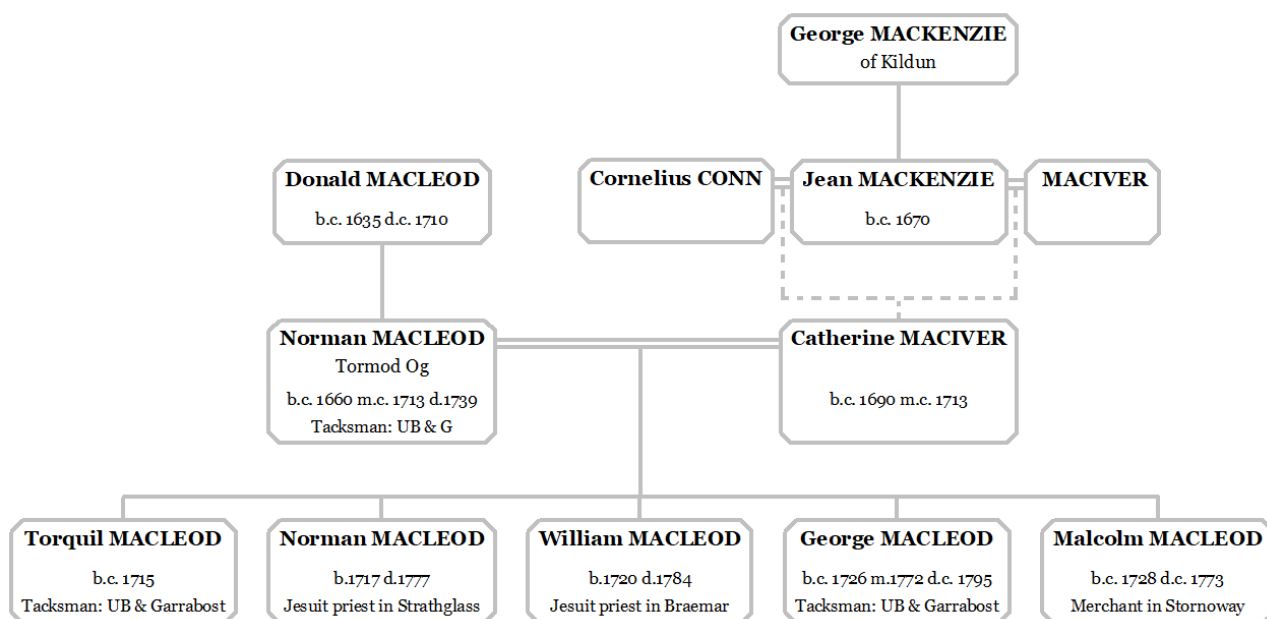 George MACKENZIE
of Kildun
Donald MACLEOD
b.c. 1635 d.c. 1710
Cornelius CONN
Jean MACKENZIE
b.c. 1670
MACIVER
Norman MACLEOD
Tormod Og
b.c. 1660 m.c. 1713 d.1739
Tacksman: UB & G
Catherine MACIVER
b.c. 1690 m.c. 1713
Torquil MACLEOD
b.c. 1715
Tacksman: UB & Garrabost
Norman MACLEOD
b.1717 d.1777
Jesuit priest in Strathglass
William MACLEOD
b.1720 d.1784
Jesuit priest in Braemar
George MACLEOD
b.c. 1726 m.1772 d.c. 1795
Tacksman: UB & Garrabost
Malcolm MACLEOD
b.c. 1728 d.c. 1773
Merchant in Stornoway